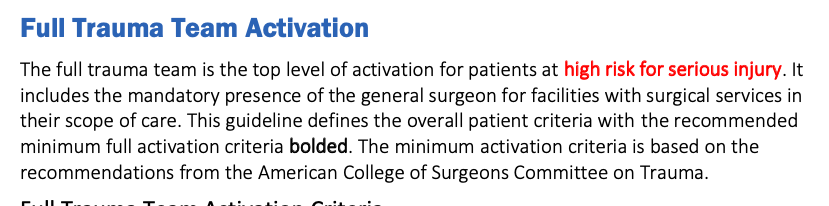 Full Trauma Team Activation
The full trauma team is the top level of activation for patients at high risk for serious injury. It
includes the mandatory presence of the general surgeon for facilities with surgical services in
their scope of care. This guideline defines the overall patient criteria with the recommended
minimum full activation criteria bolded. The minimum activation criteria is based on the
recommendations from the American College of Surgeons Committee on Trauma.
Full Trauma Team Activation Criteria